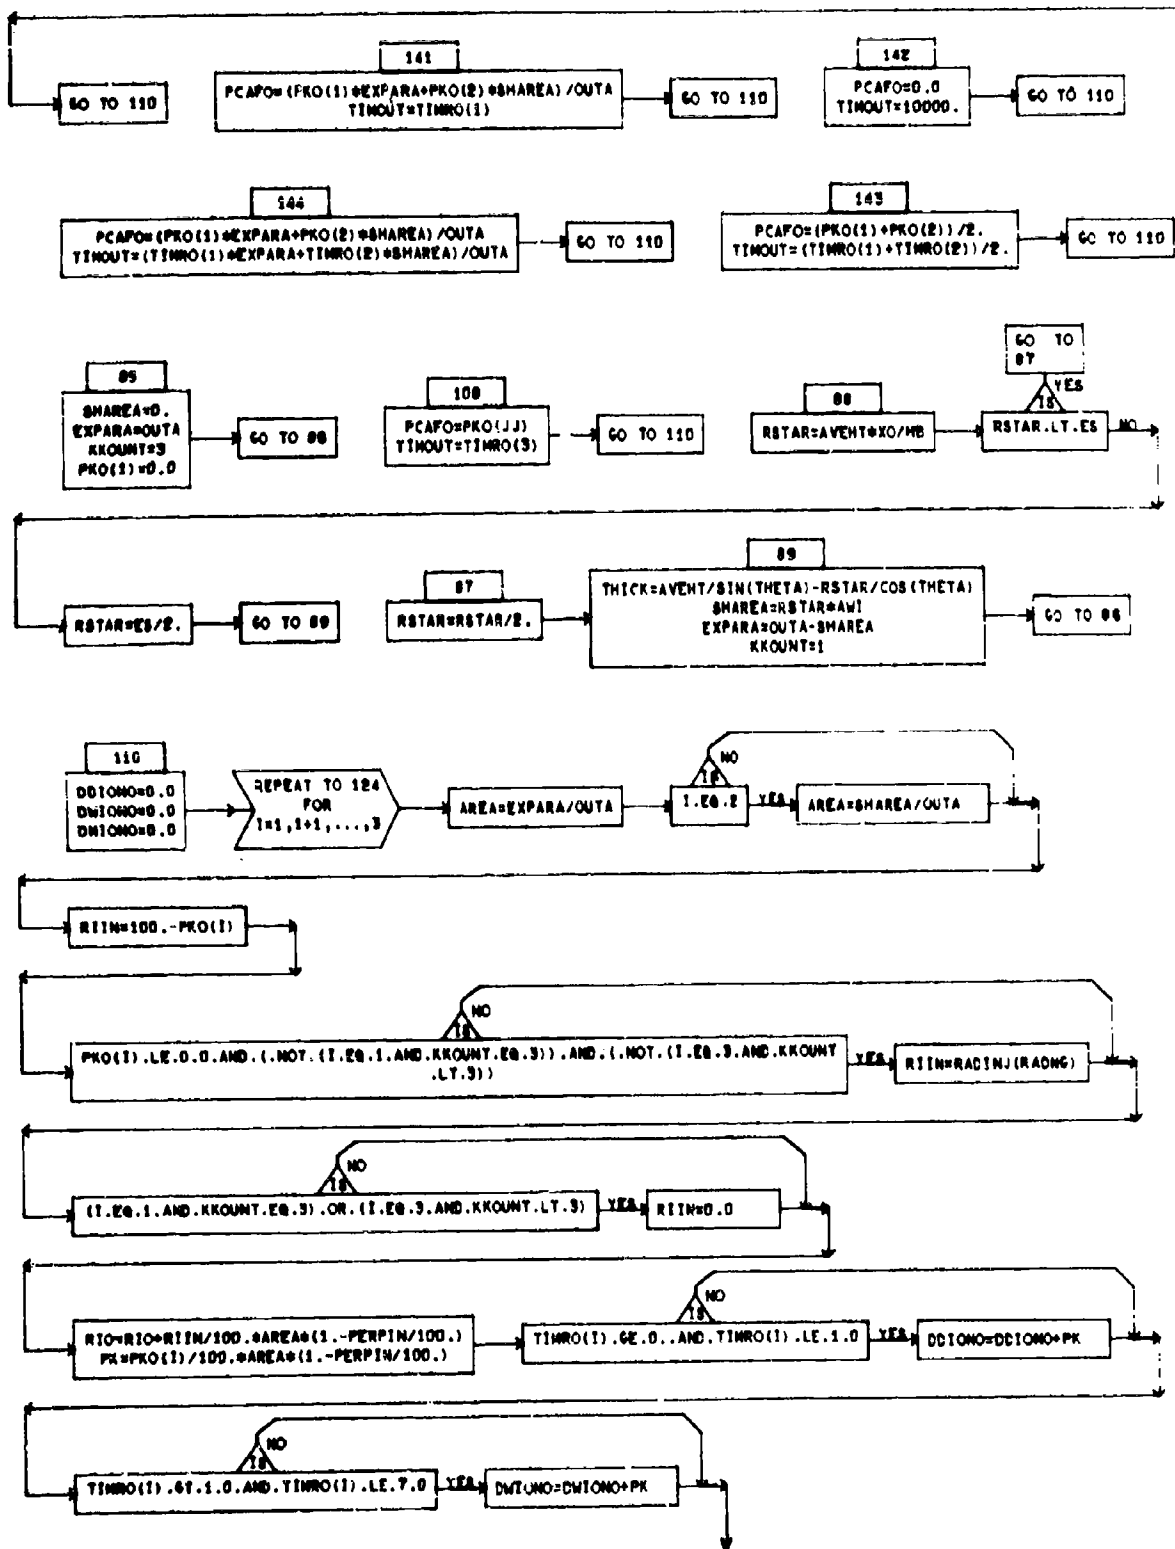 GO TO 110
141
PCAFO=(PKO(1)*EXPARA+PKO(2)*SHAREA)/OUTA
TIMOUT=TIMRO(1)
GO TO 110
142
PCAFO=0.0
TIMOUT=10000.
GO TO 110
144
PCAFO=(PKO(1)*EXPARA+PKO(2)*SHAREA)/OUTA
TIMOUT=(TIMRO(1)*EXPARA+TIMRO(2)*SHAREA)/OUTA
GO TO 110
143
PCAFO=(PKO(1)+PKO(2))/2.
TIMOUT=(TIMRO(1)+TIMRO(2))/2.
GO TO 110
85
SHAREA=0.
EXPARA=OUTA
KKOUNT=3
PKO(1)=0.0
GO TO 86
108
PCAFO=PKO(JJ)
TIMOUT=TIMRO(3)
GO TO 110
88
RSTAR=AVEHT*XO/HB
GO TO
87
YES
IS
RSTAR.LT.ES
NO
RSTAR=ES/2.
GO TO 89
87
RSTAR=RSTAR/2.
89
THICK=AVEHT/SIN(THETA)-RSTAR/COS(THETA)
SHAREA=RSTAR*AWI
EXPARA=OUTA-SHAREA
KKOUNT=1
GO TO 86
110
DDIONO=0.0
DWIONO=0.0
DMIONO=0.0
REPEAT TO 124
FOR
I=1,I+1,...,3
AREA=EXPARA/OUTA
NO
IS
I.EQ.2
YES
AREA=SHAREA/OUTA
RIIN=100.-PKO(I)
NO
IS
PKO(I).LE.0.0.AND.(.NOT.(I.EQ.1.AND.KKOUNT.EQ.3)).AND.(.NOT.(I.EQ.3.AND.KKOUNT
.LT.3))
YES
RIIN=RADINJ(RADNG)
NO
IS
(I.EQ.1.AND.KKOUNT.EQ.3).OR.(I.EQ.3.AND.KKOUNT.LT.3)
YES
RIIN=0.0
RIO=RIO+RIIN/100.*AREA*(1.-PERPIN/100.)
PK=PKO(I)/100.*AREA*(1.-PERPIN/100.)
NO
IS
TIMRO(I).GE.0..AND.TIMRO(I).LE.1.0
YES
DDIONO=DDIONO+PK
NO
IS
TIMRO(I).GT.1.0.AND.TIMRO(I).LE.7.0
YES
DWIONO=DWIONO+PK